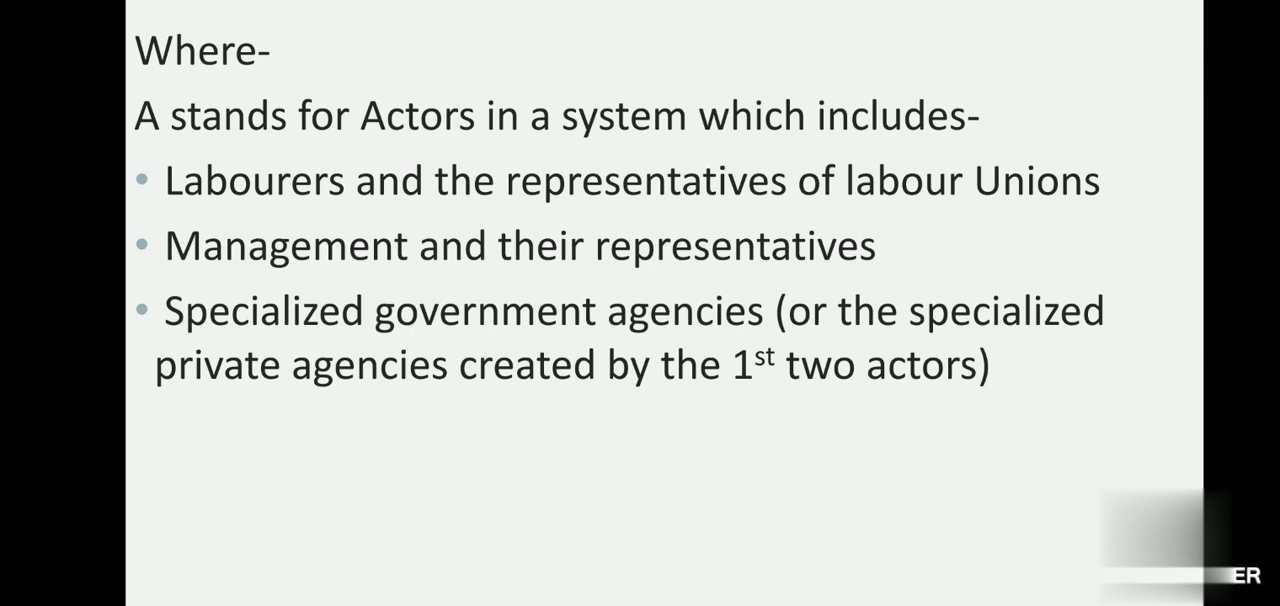 Where-
A stands for Actors in a system which includes-
• Labourers and the representatives of labour Unions
• Management and their representatives
• Specialized government agencies (or the specialized
private agencies created by the 1st two actors)
ER